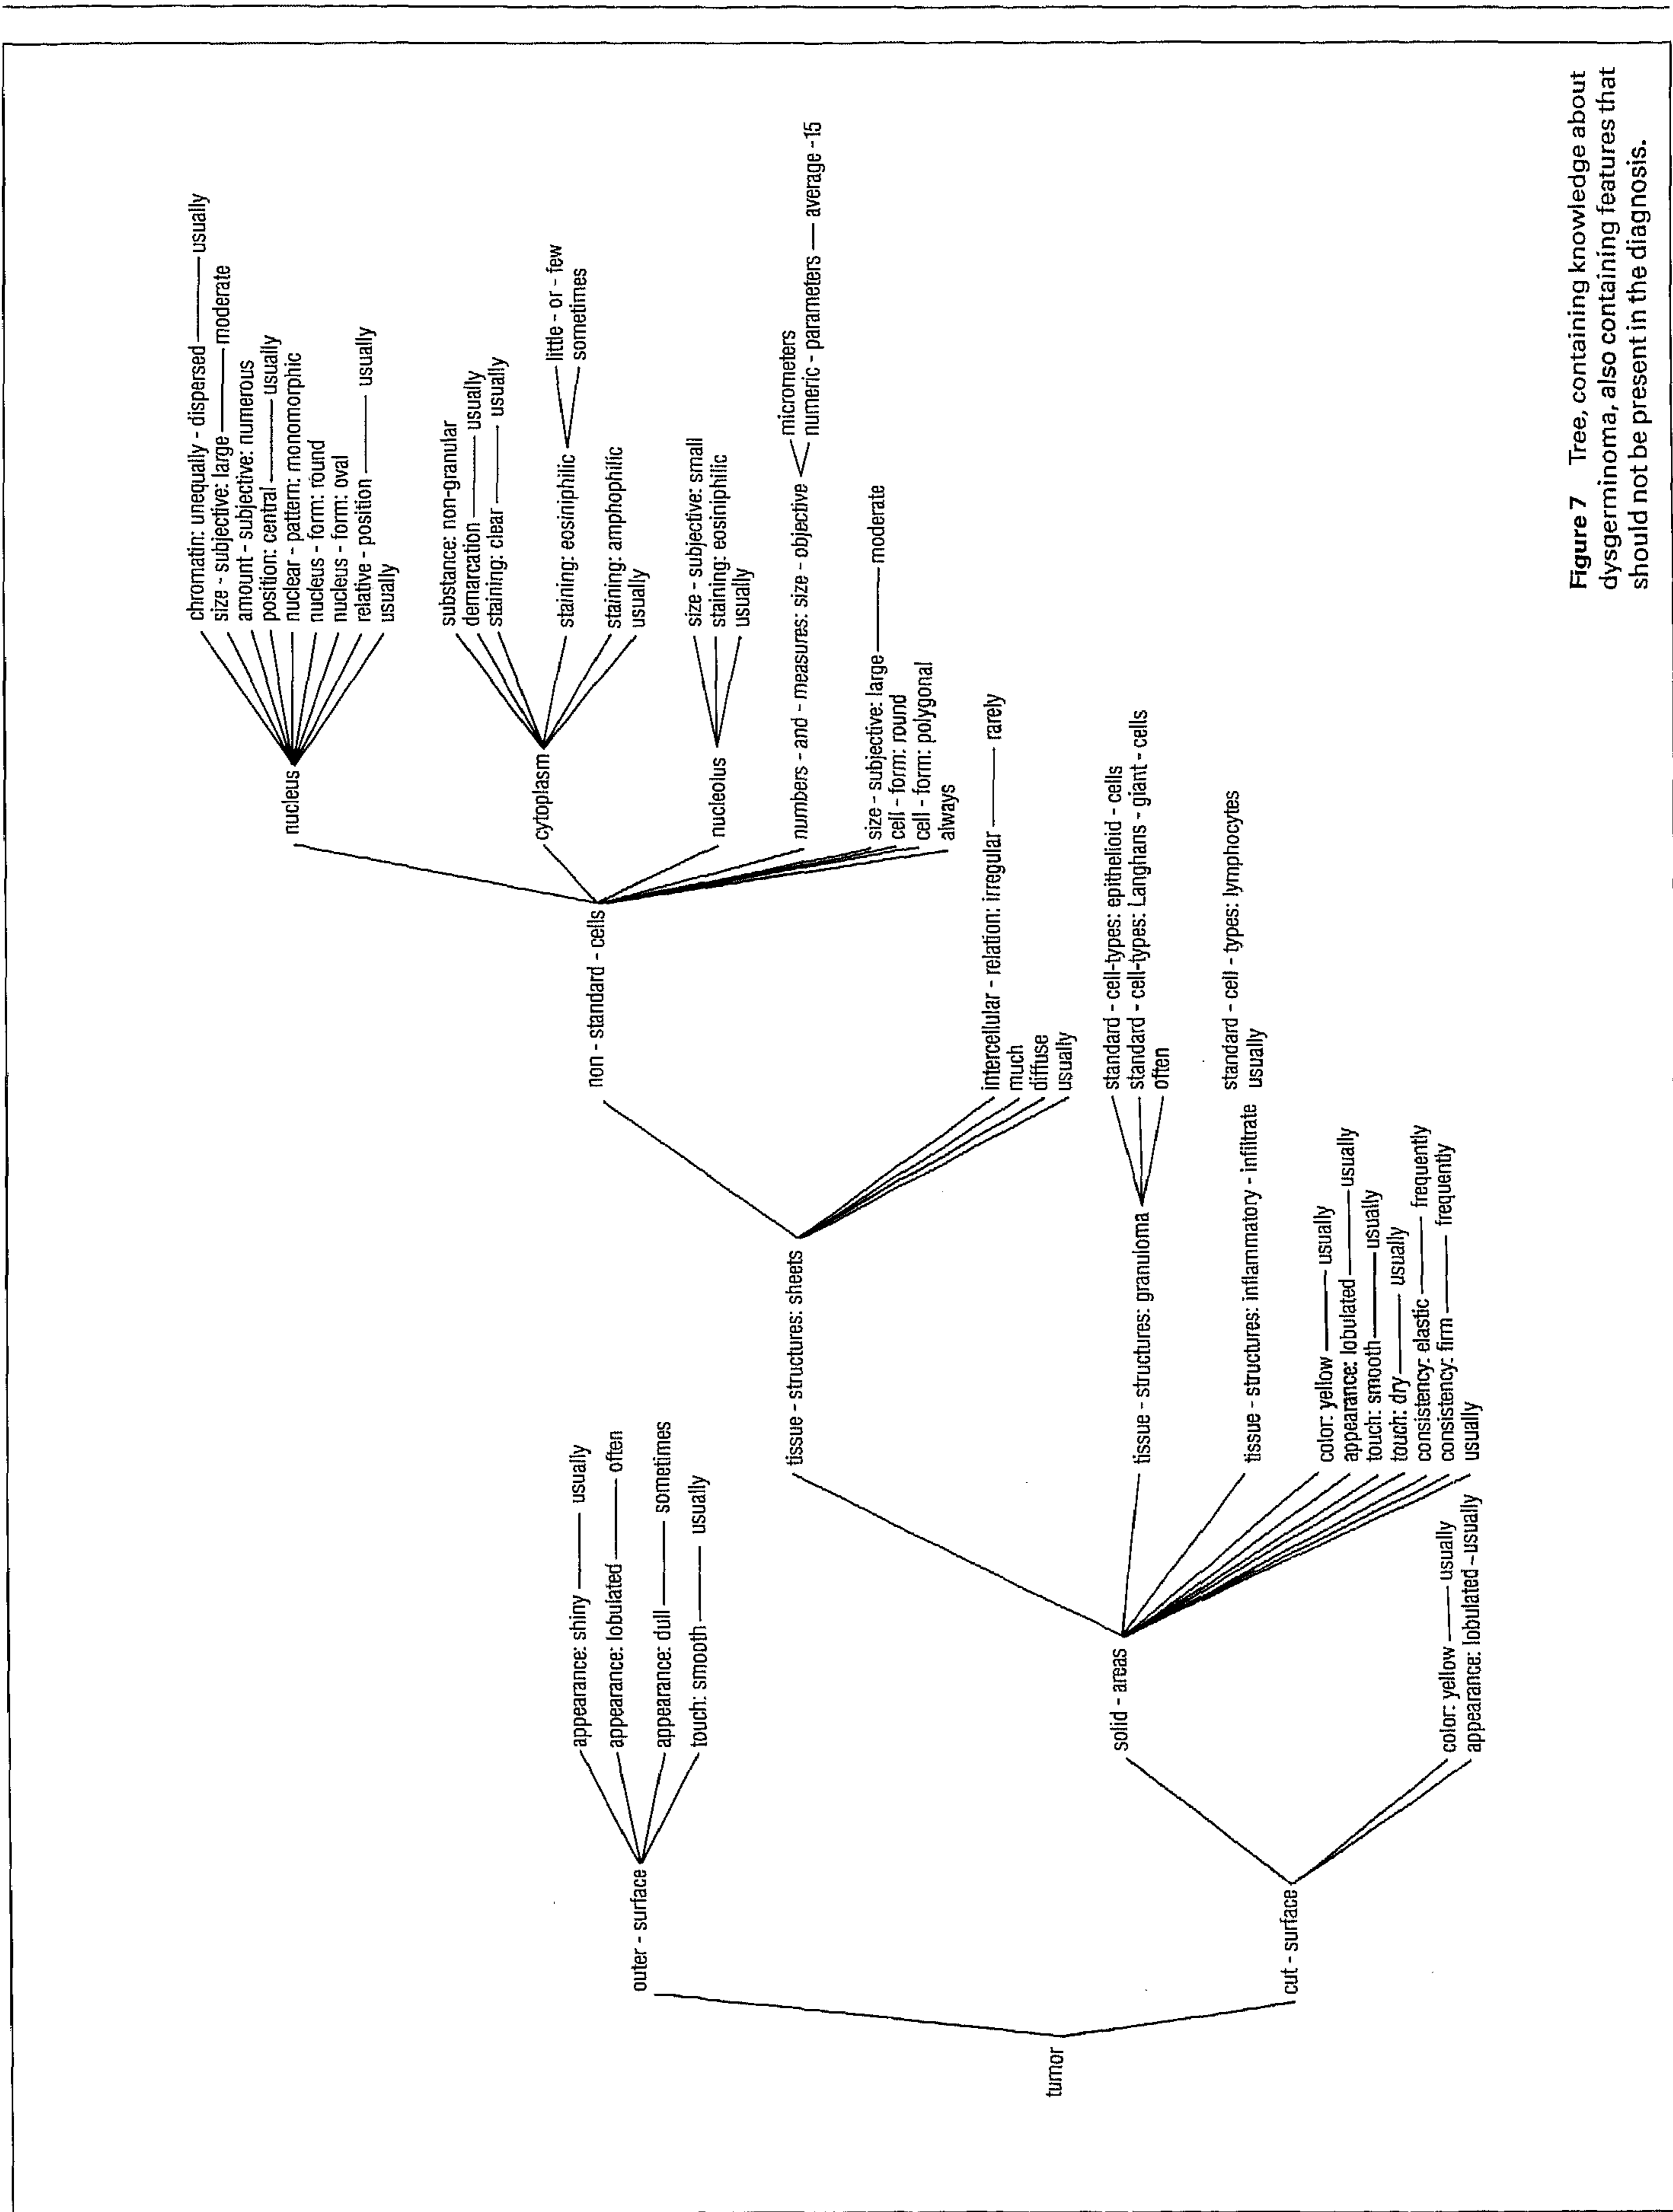 chromatin: unequally - dispersed — usually
size - subjective: large — moderate
amount - subjective: numerous
position: central — usually
nuclear - pattern: monomorphic
nucleus - form: round
nucleus - form: oval
relative - position — usually
usually
nucleus
substance: non-granular
demarcation — usually
staining: clear — usually
little - or - few
staining: eosiniphilic
sometimes
staining: amphophilic
usually
cytoplasm
size - subjective: small
staining: eosiniphilic
usually
nucleolus
micrometers
numbers - and - measures: size - objective
numeric - parameters — average -15
size - subjective: large — moderate
cell - form: round
cell - form: polygonal
always
non - standard - cells
intercellular - relation: irregular — rarely
much
diffuse
usually
tissue - structures: sheets
standard - cell-types: epithelioid - cells
standard - cell-types: Langhans - giant - cells
often
tissue - structures: granuloma
standard - cell - types: lymphocytes
usually
tissue - structures: inflammatory - infiltrate
color: yellow — usually
appearance: lobulated — usually
touch: smooth — usually
touch: dry — usually
consistency: elastic — frequently
consistency: firm — frequently
usually
appearance: shiny — usually
appearance: lobulated — often
appearance: dull — sometimes
touch: smooth — usually
outer - surface
solid - areas
color: yellow — usually
appearance: lobulated - usually
cut - surface
tumor
Figure 7 Tree, containing knowledge about
dysgerminoma, also containing features that
should not be present in the diagnosis.